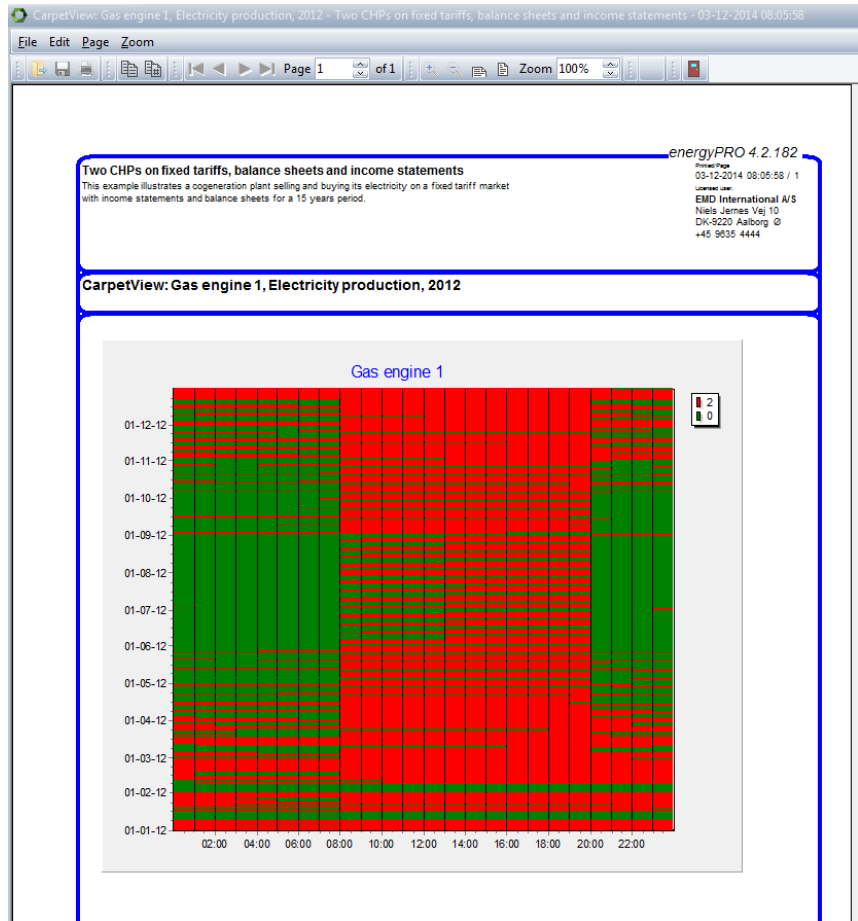 CarpetView: Gas engine 1, Electricity production, 2012 - Two CHPs on fixed tariffs, balance sheets and income statements - 03-12-2014 08:05:58
File Edit Page Zoom
Page 1 of 1 Zoom 100%
energyPRO 4.2.182
Two CHPs on fixed tariffs, balance sheets and income statements
This example illustrates a cogeneration plant selling and buying its electricity on a fixed tariff market
with income statements and balance sheets for a 15 years period.
Printed/Page
03-12-2014 08:05:58 / 1
Licensed user:
EMD International A/S
Niels Jernes Vej 10
DK-9220 Aalborg Ø
+45 9635 4444
CarpetView: Gas engine 1, Electricity production, 2012
Gas engine 1
2
0
01-12-12
01-11-12
01-10-12
01-09-12
01-08-12
01-07-12
01-06-12
01-05-12
01-04-12
01-03-12
01-02-12
01-01-12
02:00 04:00 06:00 08:00 10:00 12:00 14:00 16:00 18:00 20:00 22:00